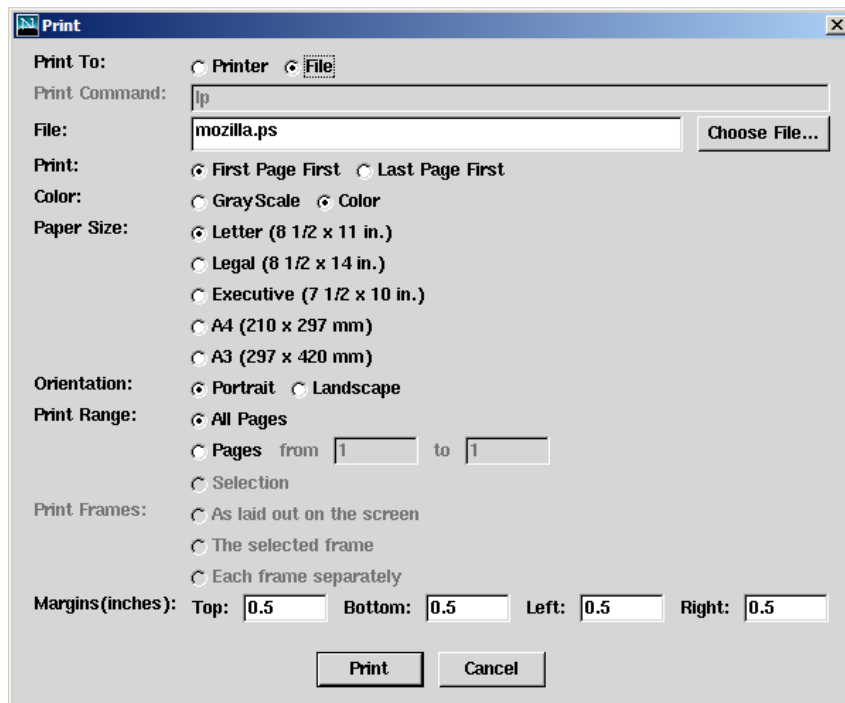 Print
Print To: Printer File
Print Command: lp
File: mozilla.ps Choose File...
Print: First Page First Last Page First
Color: GrayScale Color
Paper Size: Letter (8 1/2 x 11 in.)
Legal (8 1/2 x 14 in.)
Executive (7 1/2 x 10 in.)
A4 (210 x 297 mm)
A3 (297 x 420 mm)
Orientation: Portrait Landscape
Print Range: All Pages
Pages from 1 to 1
Selection
Print Frames: As laid out on the screen
The selected frame
Each frame separately
Margins(inches): Top: 0.5 Bottom: 0.5 Left: 0.5 Right: 0.5
Print Cancel